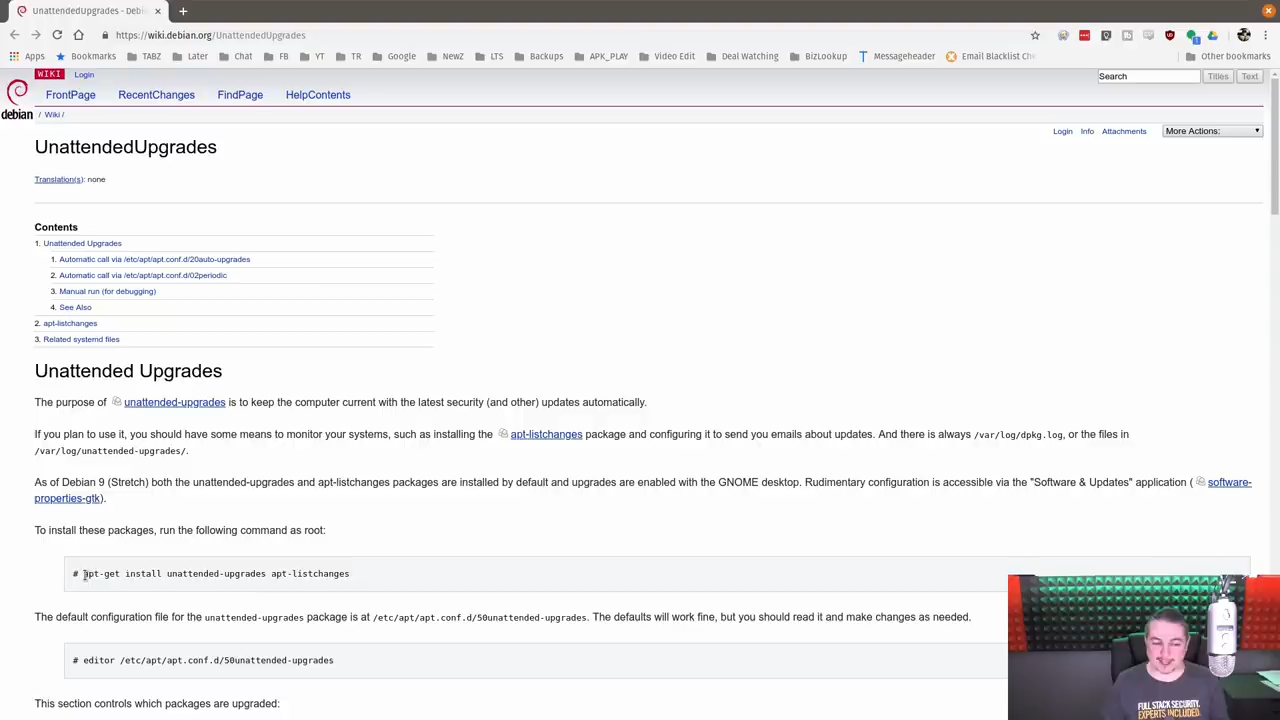 UnattendedUpgrades - Deb
https://wiki.debian.org/UnattendedUpgrades
Apps Bookmarks TABZ Later Chat FB YT TR Google NewZ LTS Backups APK_PLAY Video Edit Deal Watching BizLookup Messageheader Email Blacklist Che Other bookmarks
WIKI Login
Search Titles Text
debian
FrontPage RecentChanges FindPage HelpContents
/ Wiki /
Login Info Attachments More Actions:
UnattendedUpgrades
Translation(s): none
Contents
1. Unattended Upgrades
1. Automatic call via /etc/apt/apt.conf.d/20auto-upgrades
2. Automatic call via /etc/apt/apt.conf.d/02periodic
3. Manual run (for debugging)
4. See Also
2. apt-listchanges
3. Related systemd files
Unattended Upgrades
The purpose of unattended-upgrades is to keep the computer current with the latest security (and other) updates automatically.
If you plan to use it, you should have some means to monitor your systems, such as installing the apt-listchanges package and configuring it to send you emails about updates. And there is always /var/log/dpkg.log, or the files in
/var/log/unattended-upgrades/.
As of Debian 9 (Stretch) both the unattended-upgrades and apt-listchanges packages are installed by default and upgrades are enabled with the GNOME desktop. Rudimentary configuration is accessible via the "Software & Updates" application ( software-
properties-gtk).
To install these packages, run the following command as root:
# apt-get install unattended-upgrades apt-listchanges
The default configuration file for the unattended-upgrades package is at /etc/apt/apt.conf.d/50unattended-upgrades. The defaults will work fine, but you should read it and make changes as needed.
# editor /etc/apt/apt.conf.d/50unattended-upgrades
This section controls which packages are upgraded:
FULL STACK SECURITY.
EXPERTS INCLUDED.